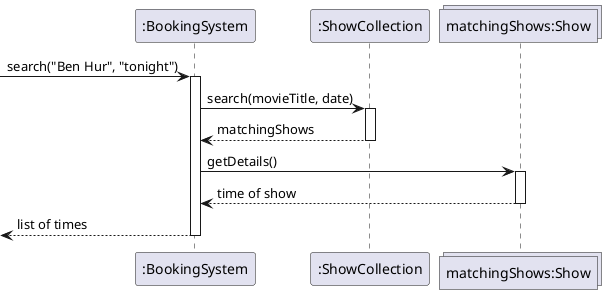 :BookingSystem
:ShowCollection
matchingShows:Show
search("Ben Hur", "tonight")
search(movieTitle, date)
matchingShows
getDetails()
time of show
list of times
:BookingSystem
:ShowCollection
matchingShows:Show